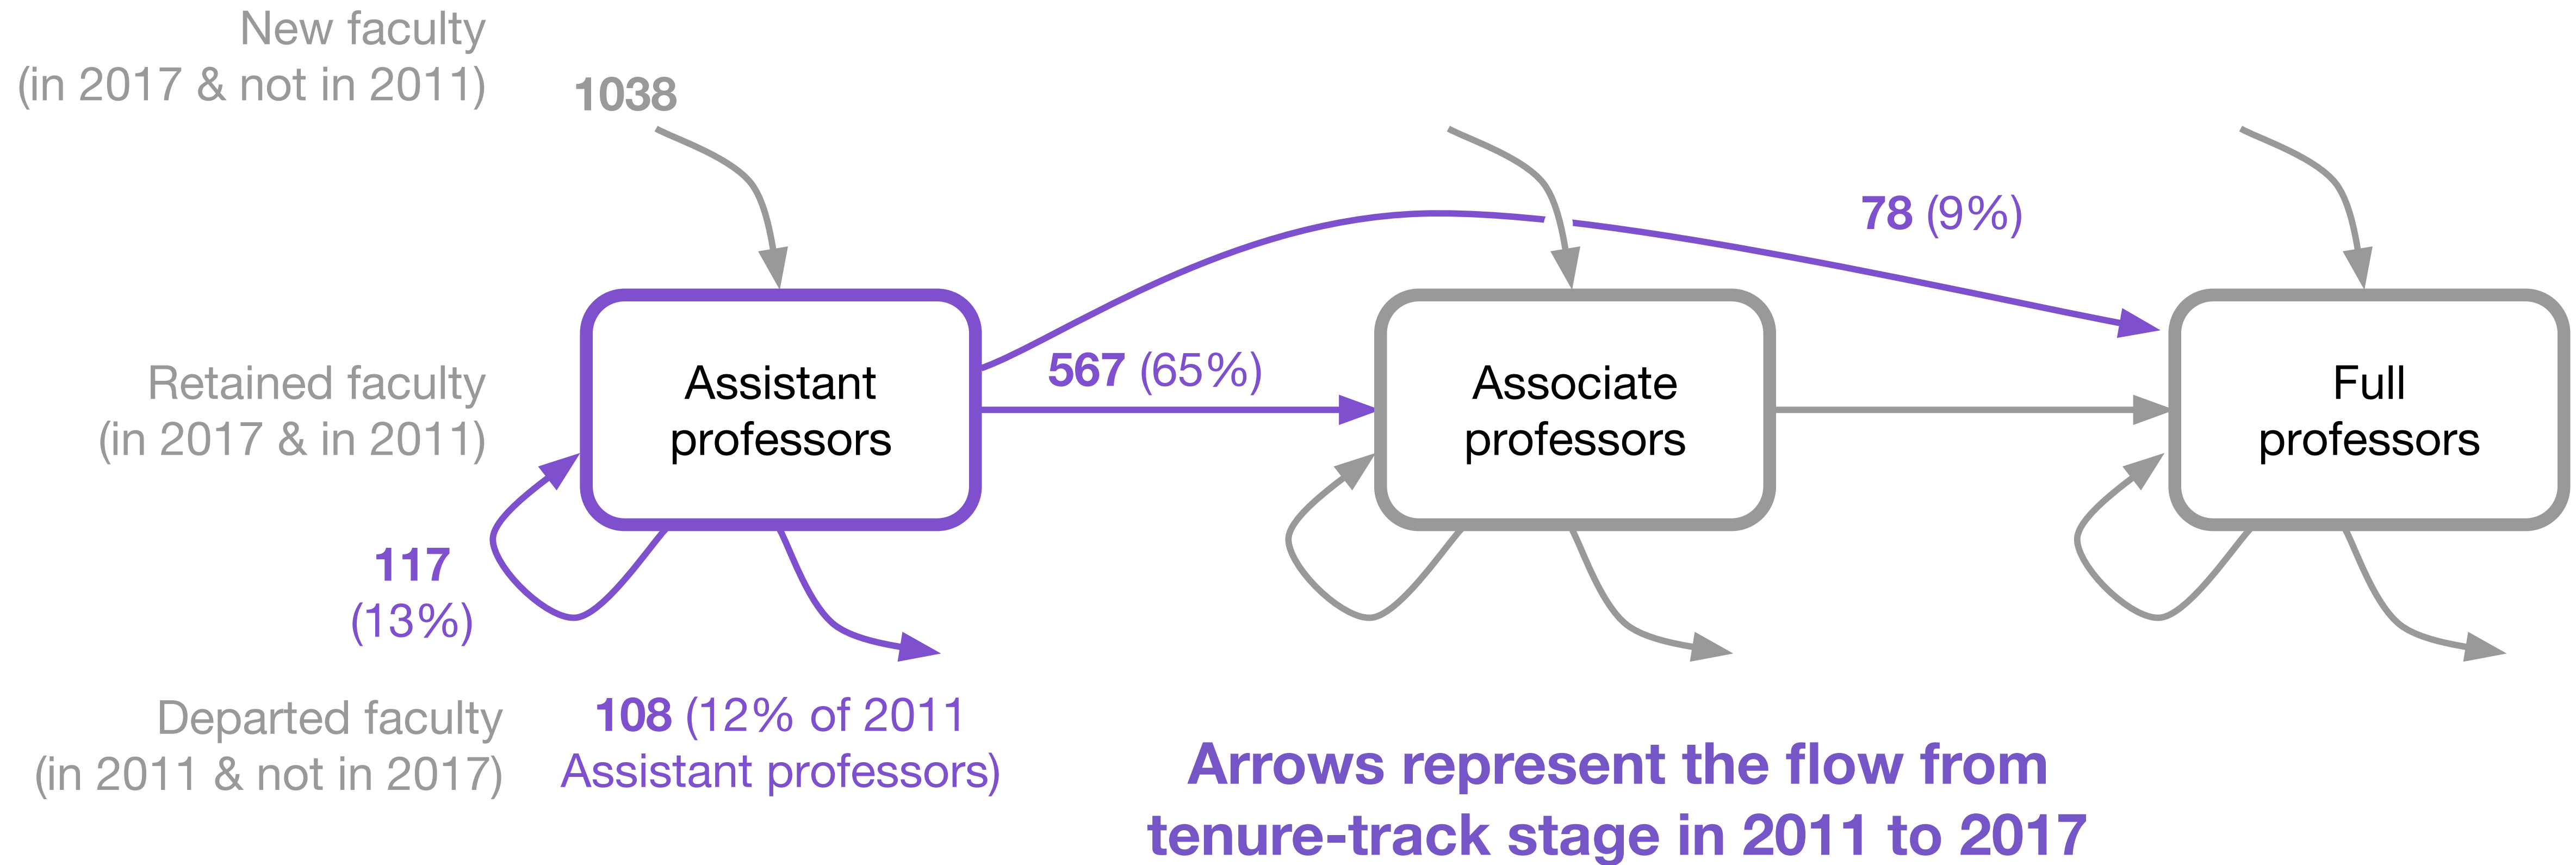 New faculty
(in 2017 & not in 2011)
1038
78 (9%)
567 (65%)
Retained faculty
(in 2017 & in 2011)
Assistant
professors
Associate
professors
Full
professors
117
(13%)
Departed faculty
(in 2011 & not in 2017)
108 (12% of 2011
Assistant professors)
Arrows represent the flow from
tenure-track stage in 2011 to 2017